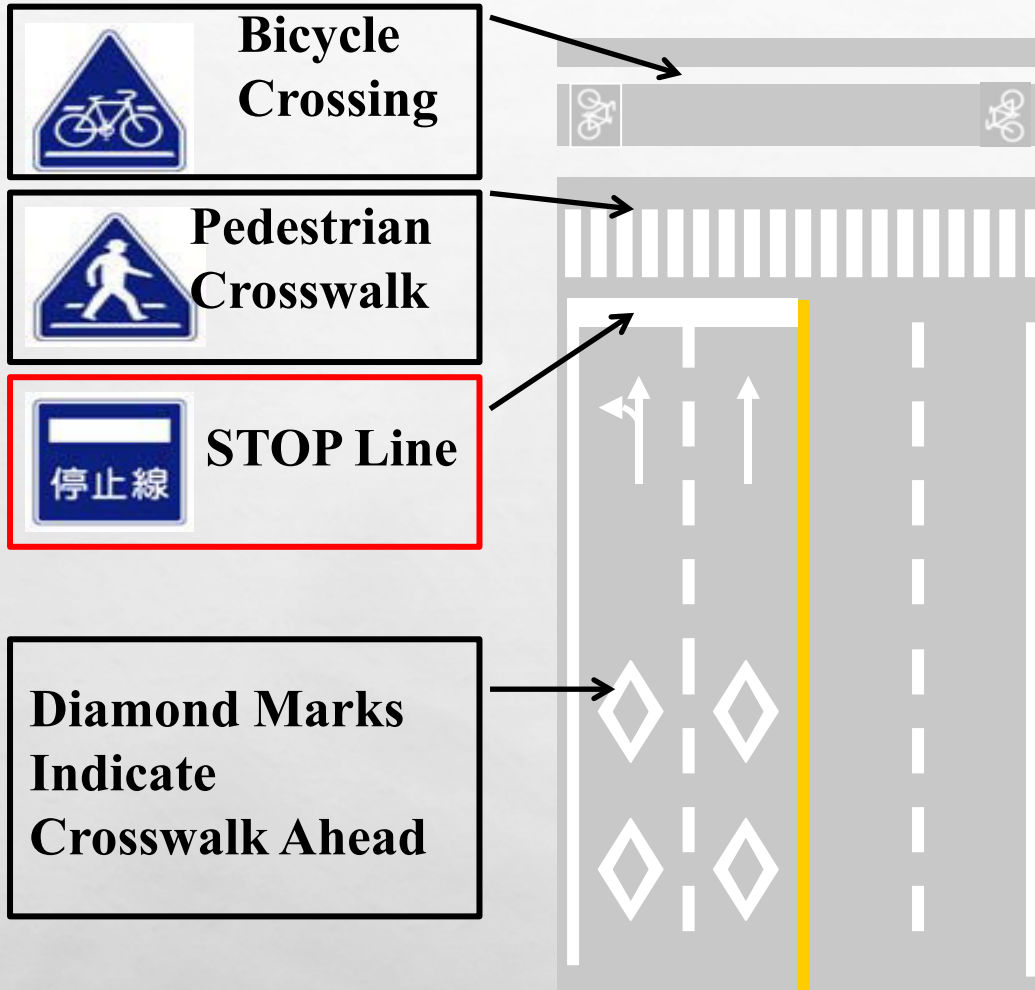 Bicycle
Crossing
Pedestrian
Crosswalk
停止線
STOP Line
Diamond Marks
Indicate
Crosswalk Ahead